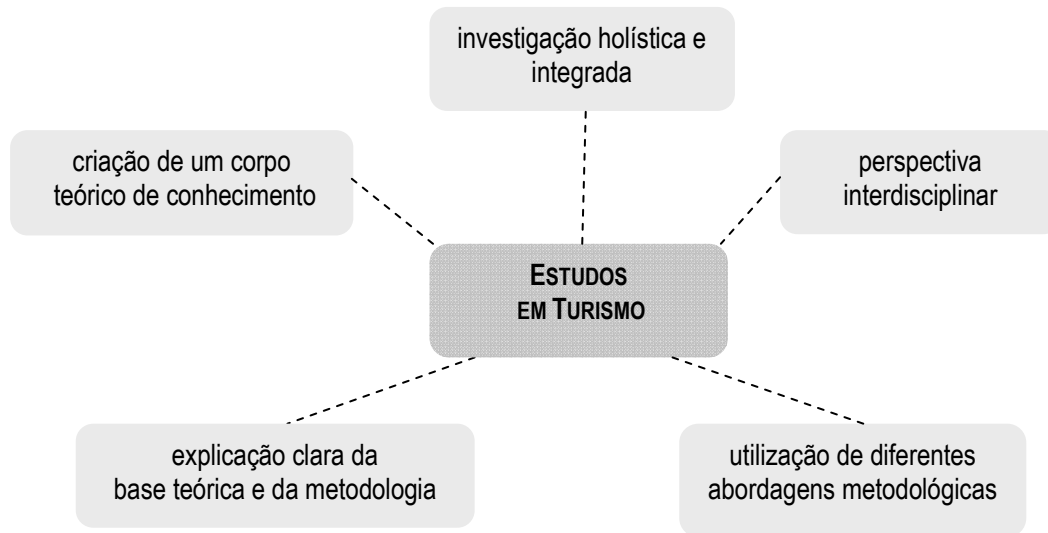 investigação holística e
integrada
criação de um corpo
teórico de conhecimento
perspectiva
interdisciplinar
ESTUDOS
EM TURISMO
explicação clara da
base teórica e da metodologia
utilização de diferentes
abordagens metodológicas